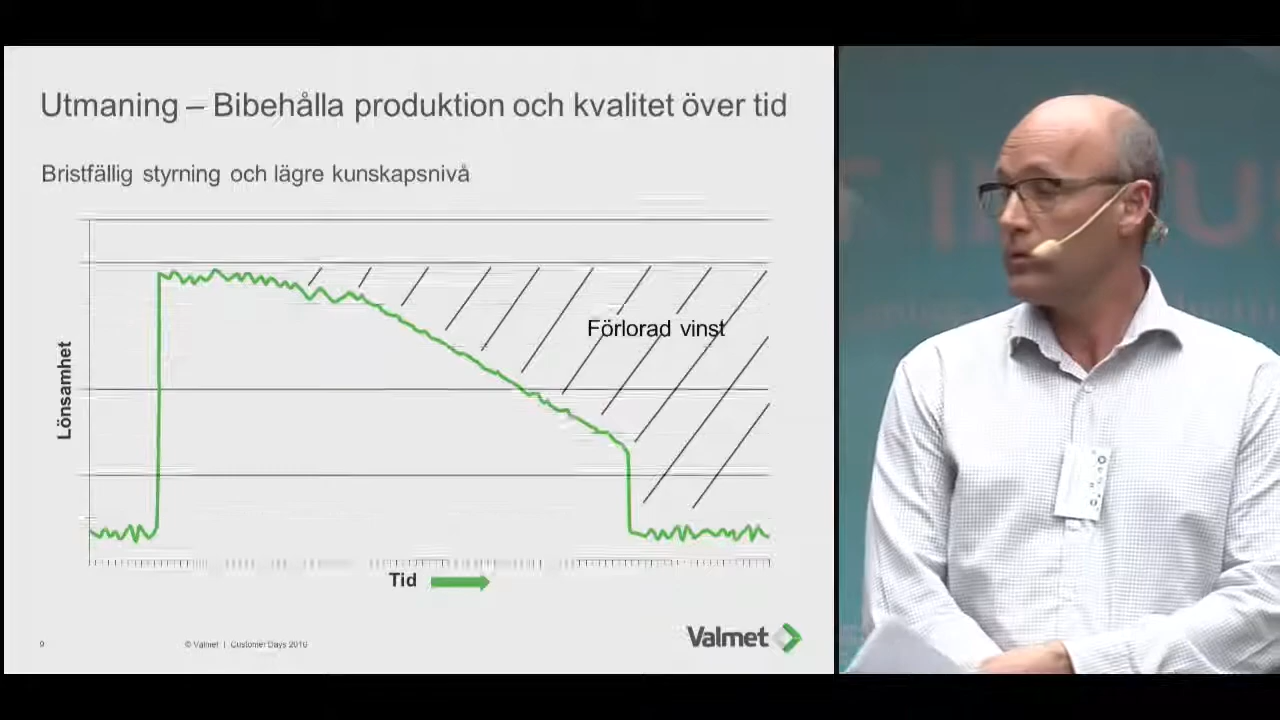 Utmaning – Bibehålla produktion och kvalitet över tid
Bristfällig styrning och lägre kunskapsnivå
Förlorad vinst
Lönsamhet
Tid
9
© Valmet | Customer Days 2016
Valmet